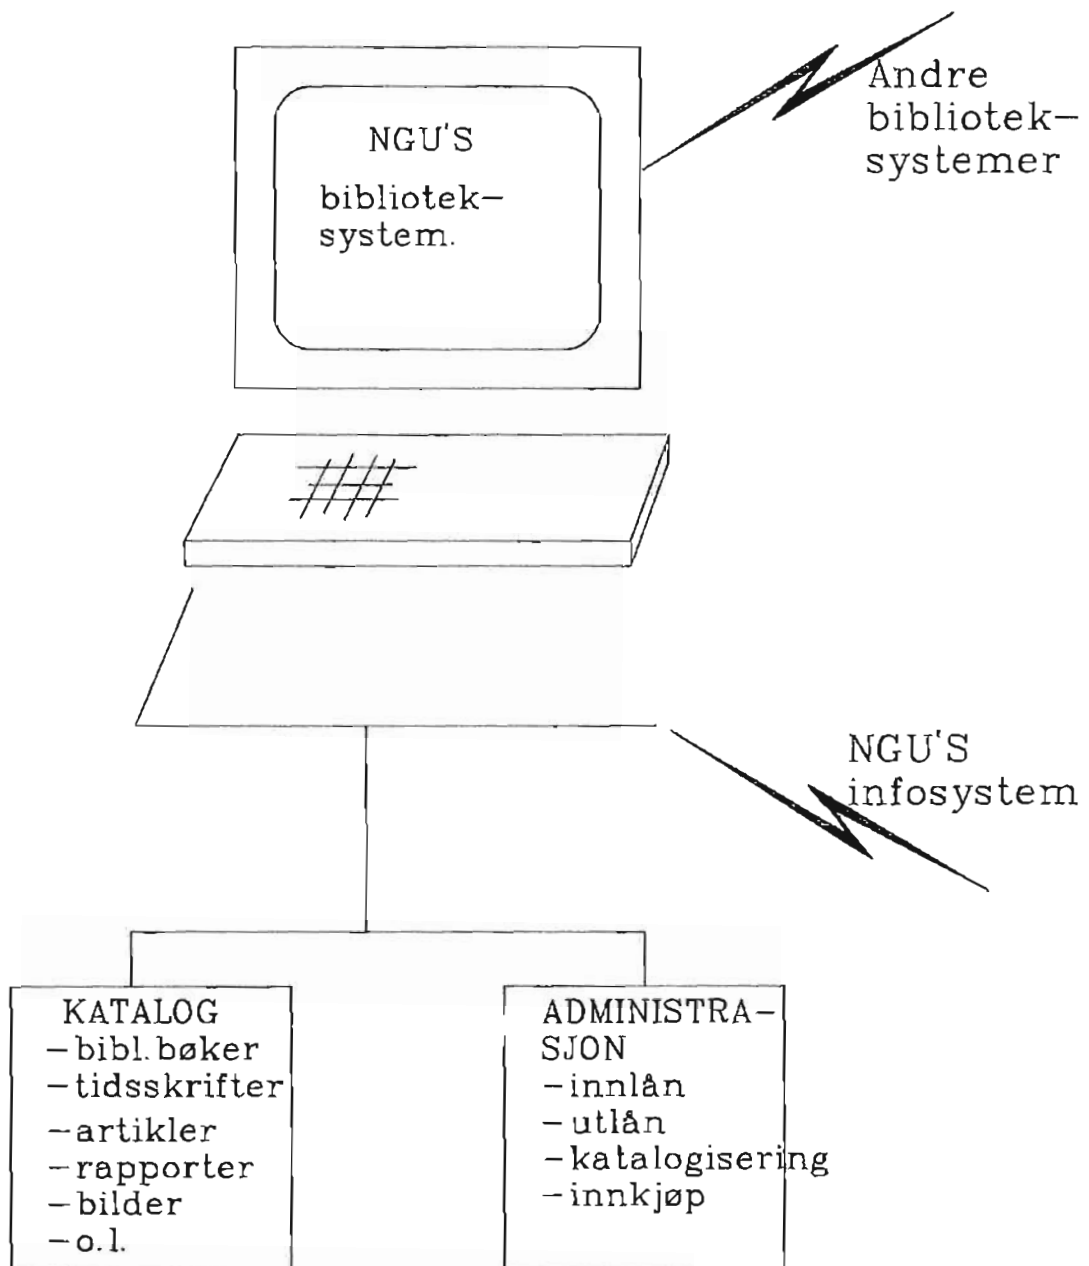 Andre
bibliotek-
systemer
NGU'S
bibliotek-
system.
NGU'S
infosystem
KATALOG
-bibl. bøker
-tidsskrifter
-artikler
-rapporter
-bilder
-o.l.
ADMINISTRA-
SJON
-innlån
-utlån
-katalogisering
-innkjøp